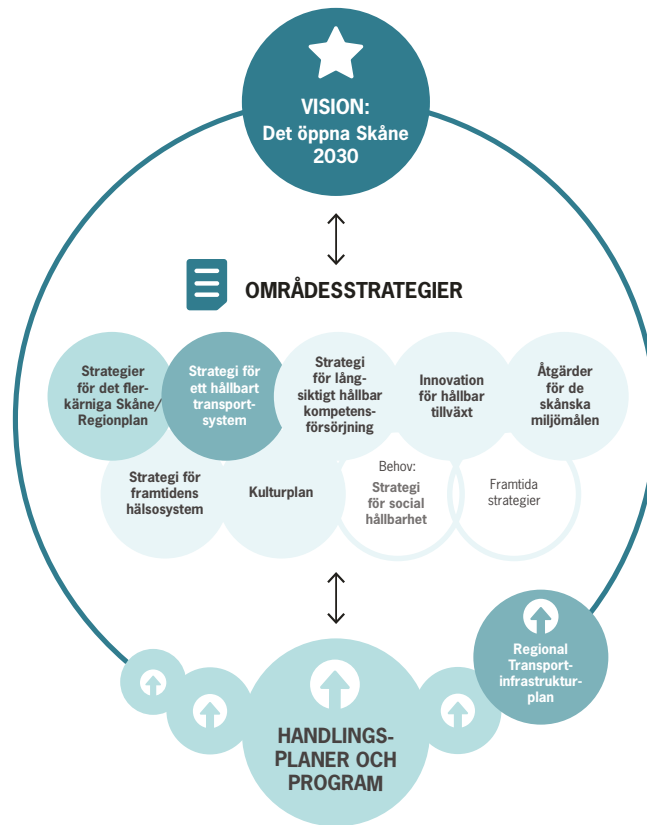 VISION:
Det öppna Skåne
2030
OMRÅDESSTRATEGIER
Strategier
för det fler-
kärniga Skåne/
Regionplan
Strategi för
ett hållbart
transport-
system
Strategi
för lång-
siktigt hållbar
kompetens-
försörjning
Innovation
för hållbar
tillväxt
Åtgärder
för de
skånska
miljömålen
Strategi för
framtidens
hälsosystem
Kulturplan
Behov:
Strategi
för social
hållbarhet
Framtida
strategier
Regional
Transport-
infrastruktur-
plan
HANDLINGS-
PLANER OCH
PROGRAM